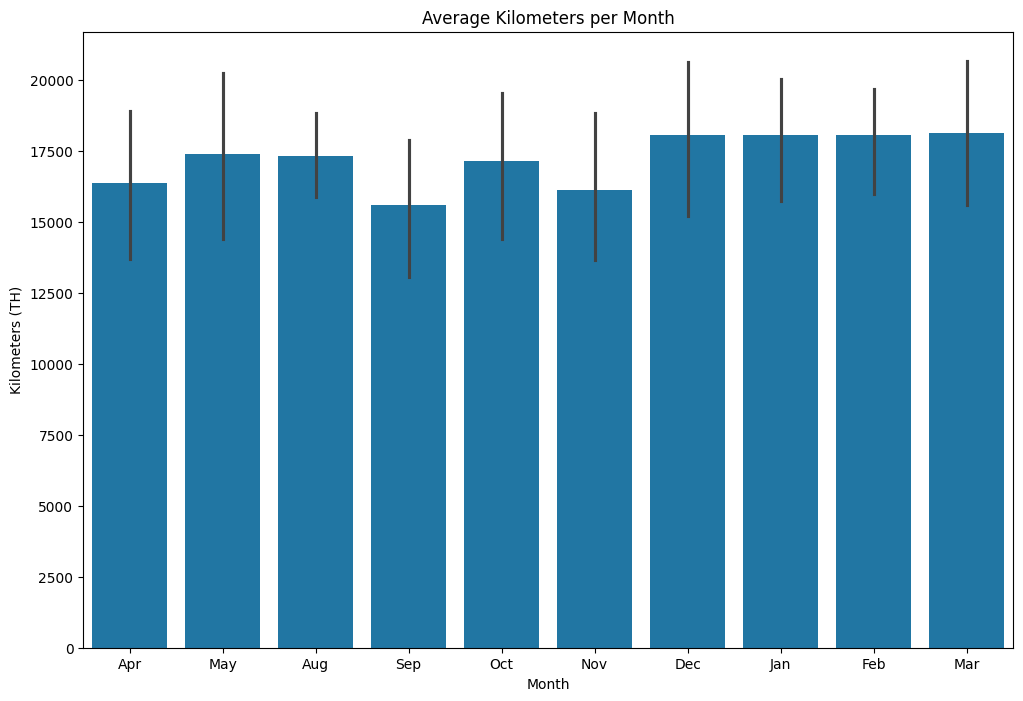 Average Kilometers per Month
Kilometers (TH)
20000
17500
15000
12500
10000
7500
5000
2500
0
Apr May Aug Sep Oct Nov Dec Jan Feb Mar
Month